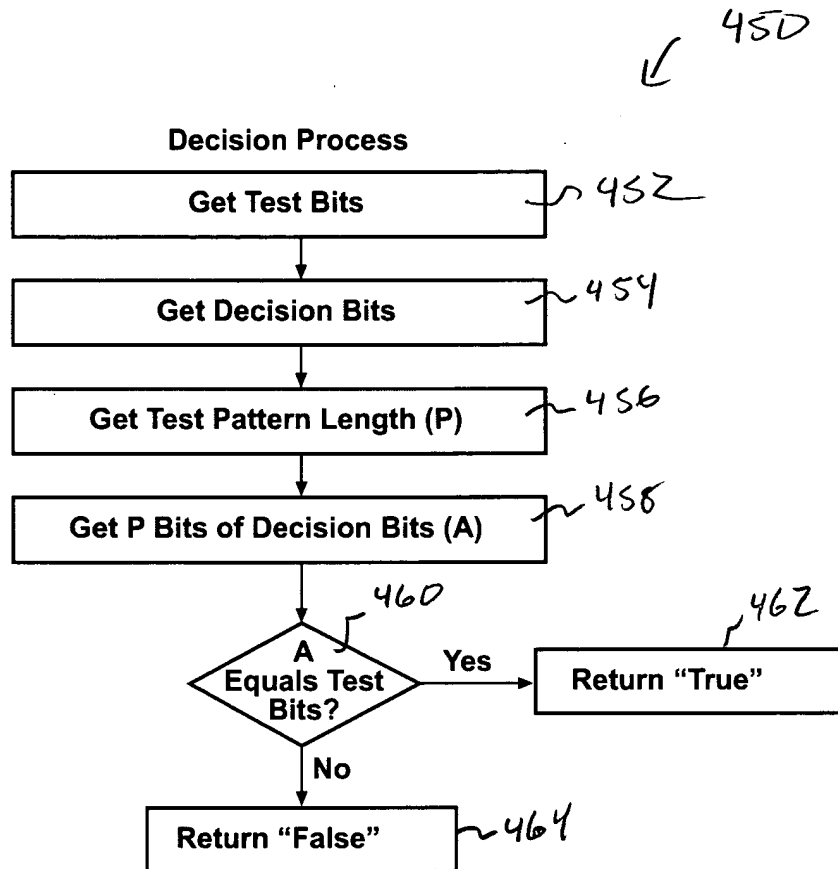 450
Decision Process
Get Test Bits
452
Get Decision Bits
454
Get Test Pattern Length (P)
456
Get P Bits of Decision Bits (A)
458
460
A
Equals Test
Bits?
Yes
462
Return “True”
No
Return “False”
464